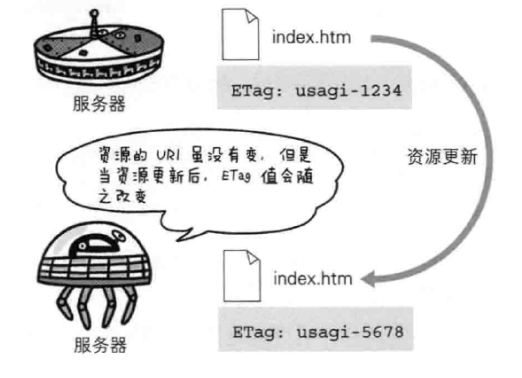 index.htm
ETag: usagi-1234
服务器
资源的 URI 虽没有变，但是
当资源更新后，ETag 值会随
之改变
资源更新
index.htm
ETag: usagi-5678
服务器